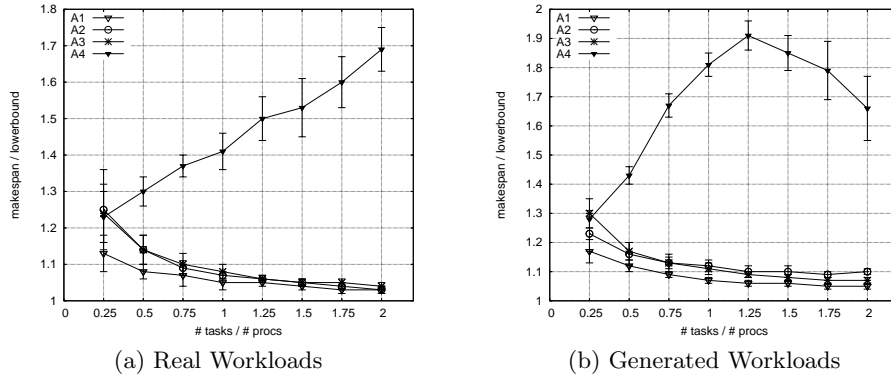 1.8
1.7
1.6
1.5
1.4
1.3
1.2
1.1
1
makespan / lowerbound
A1
A2
A3
A4
0 0.25 0.5 0.75 1 1.25 1.5 1.75 2
# tasks / # procs
(a) Real Workloads
2
1.9
1.8
1.7
1.6
1.5
1.4
1.3
1.2
1.1
1
makespan / lowerbound
A1
A2
A3
A4
0 0.25 0.5 0.75 1 1.25 1.5 1.75 2
# tasks / # procs
(b) Generated Workloads